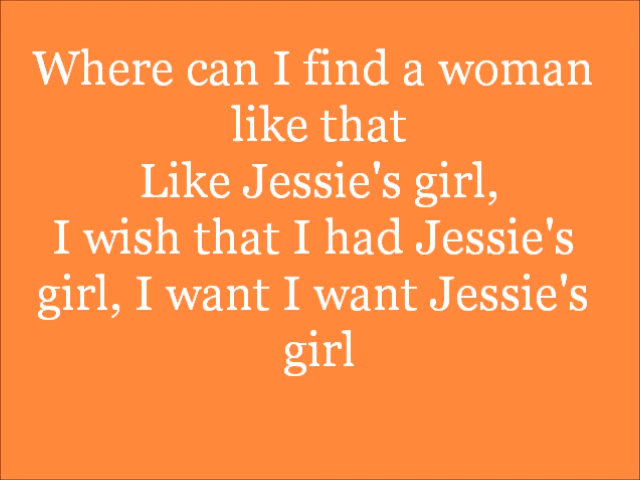 Where can I find a woman
like that
Like Jessie's girl,
I wish that I had Jessie's
girl, I want I want Jessie's
girl